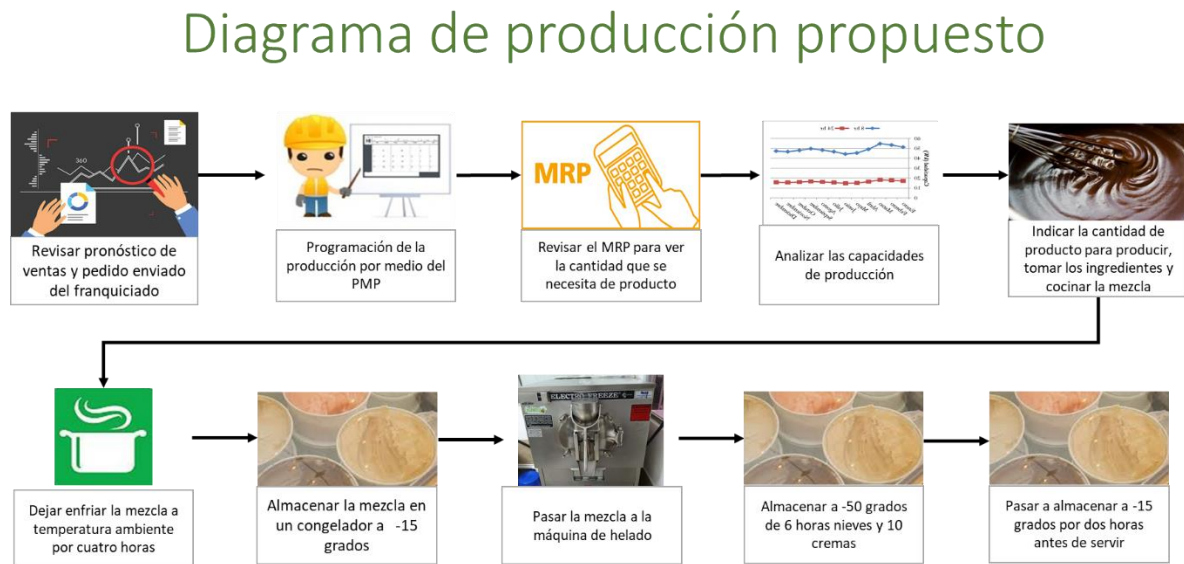 Diagrama de producción propuesto
360
MRP
Revisar pronóstico de
ventas y pedido enviado
del franquiciado
Programación de la
producción por medio del
PMP
Revisar el MRP para ver
la cantidad que se
necesita de producto
Analizar las capacidades
de producción
Indicar la cantidad de
producto para producir,
tomar los ingredientes y
cocinar la mezcla
ELECTRO FREEZE
Dejar enfriar la mezcla a
temperatura ambiente
por cuatro horas
Almacenar la mezcla en
un congelador a -15
grados
Pasar la mezcla a la
máquina de helado
Almacenar a -50 grados
de 6 horas nieves y 10
cremas
Pasar a almacenar a -15
grados por dos horas
antes de servir